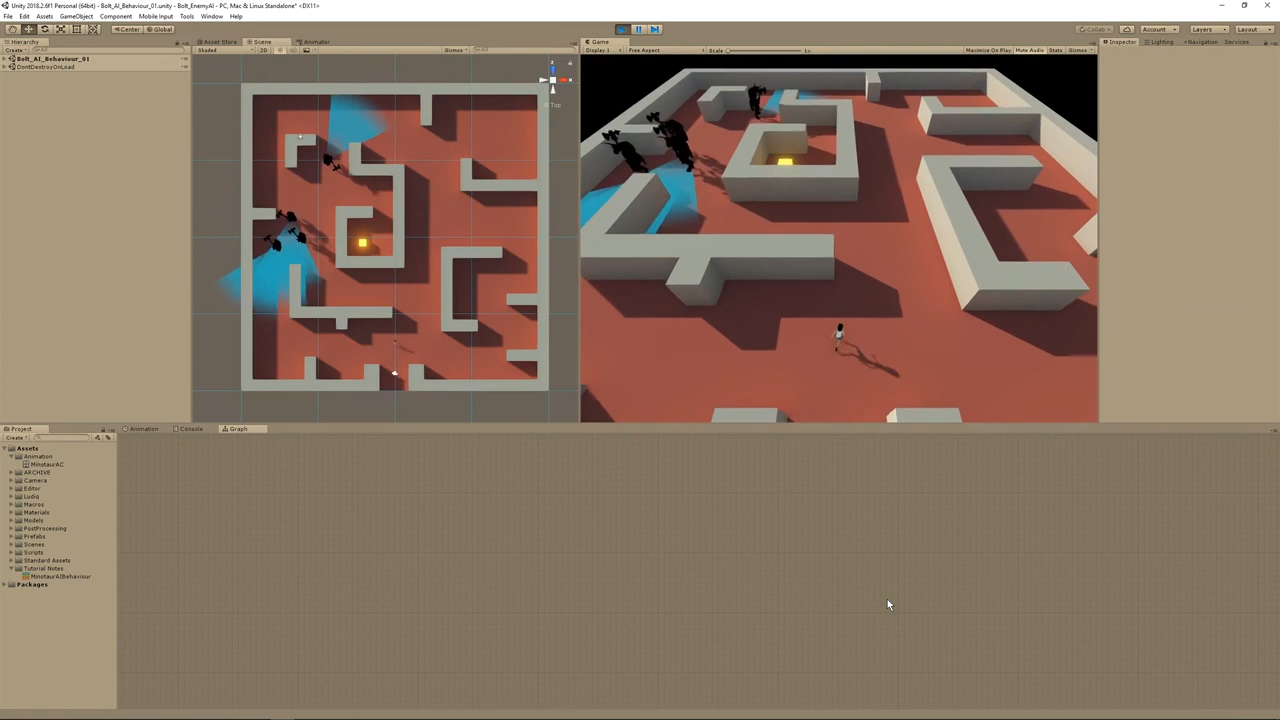 Unity 2018.2.6f1 Personal (64bit) - Bolt_AI_Behaviour_01.unity - Bolt_EnemyAI - PC, Mac & Linux Standalone* <DX11>
File Edit Assets GameObject Component Mobile Input Tools Window Help
Center Global
Collab Account Layers Layout
Hierarchy
Create
Bolt_AI_Behaviour_01
DontDestroyOnLoad
Asset Store Scene Animator
Shaded 2D Gizmos
z
x
Top
Game
Display 1 Free Aspect Scale 1x Maximize On Play Mute Audio Stats Gizmos
Inspector Lighting Navigation Services
Project
Create
Assets
Animation
MinotaurAC
ARCHIVE
Camera
Editor
Ludiq
Macros
Materials
Models
PostProcessing
Prefabs
Scenes
Scripts
Standard Assets
Tutorial Notes
MinotaurAIBehaviour
Packages
Animation Console Graph